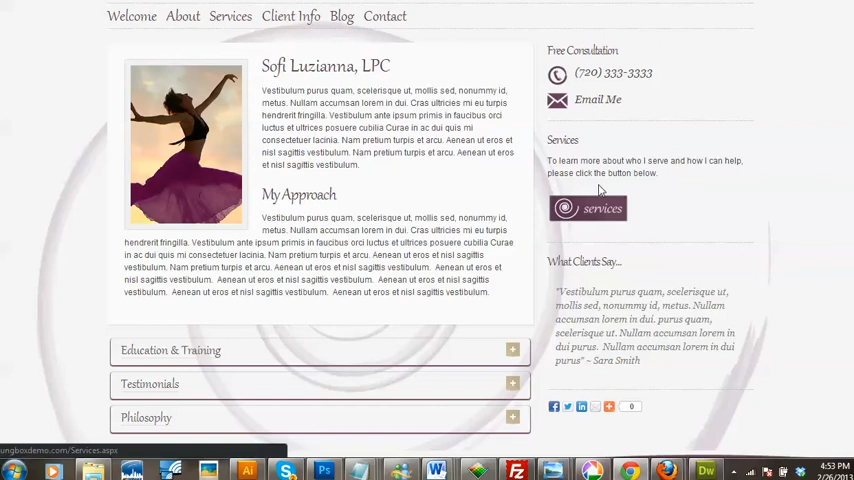 Welcome About Services Client Info Blog Contact
Sofi Luzianna, LPC
Vestibulum purus quam, scelerisque ut, mollis sed, nonummy id,
metus. Nullam accumsan lorem in dui. Cras ultricies mi eu turpis
hendrerit fringilla. Vestibulum ante ipsum primis in faucibus orci
luctus et ultrices posuere cubilia Curae in ac dui quis mi
consectetuer lacinia. Nam pretium turpis et arcu. Aenean ut eros et
nisl sagittis vestibulum. Nam pretium turpis et arcu. Aenean ut eros
et nisl sagittis vestibulum.
My Approach
Vestibulum purus quam, scelerisque ut, mollis sed, nonummy id,
metus. Nullam accumsan lorem in dui. Cras ultricies mi eu turpis
hendrerit fringilla. Vestibulum ante ipsum primis in faucibus orci luctus et ultrices posuere cubilia Curae
in ac dui quis mi consectetuer lacinia. Nam pretium turpis et arcu. Aenean ut eros et nisl sagittis
vestibulum. Nam pretium turpis et arcu. Aenean ut eros et nisl sagittis vestibulum. Aenean ut eros et nisl
sagittis vestibulum. Aenean ut eros et nisl sagittis vestibulum. Aenean ut eros et nisl sagittis
vestibulum. Aenean ut eros et nisl sagittis vestibulum. Aenean ut eros et nisl sagittis vestibulum.
Education & Training
Testimonials
Philosophy
Free Consultation
(720) 333-3333
Email Me
Services
To learn more about who I serve and how I can help,
please click the button below.
services
What Clients Say...
"Vestibulum purus quam, scelerisque ut,
mollis sed, nonummy id, metus. Nullam
accumsan lorem in dui. purus quam,
scelerisque ut. Nullam accumsan lorem in
dui purus. Nullam accumsan lorem in dui
purus" ~ Sara Smith
0
ungboxdemo.com/Services.aspx
Ai
S
Ps
W
Fz
Dw
4:53 PM
2/26/2013